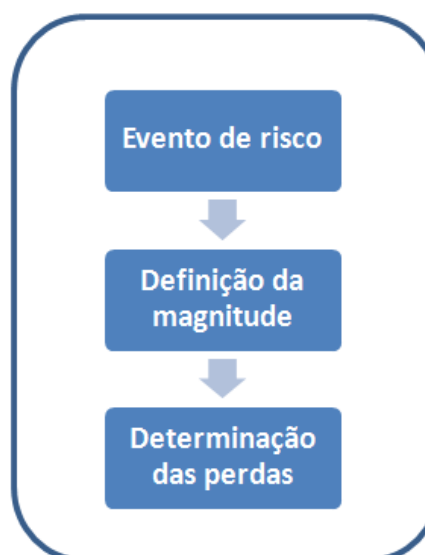 Evento de risco
Definição da
magnitude
Determinação
das perdas